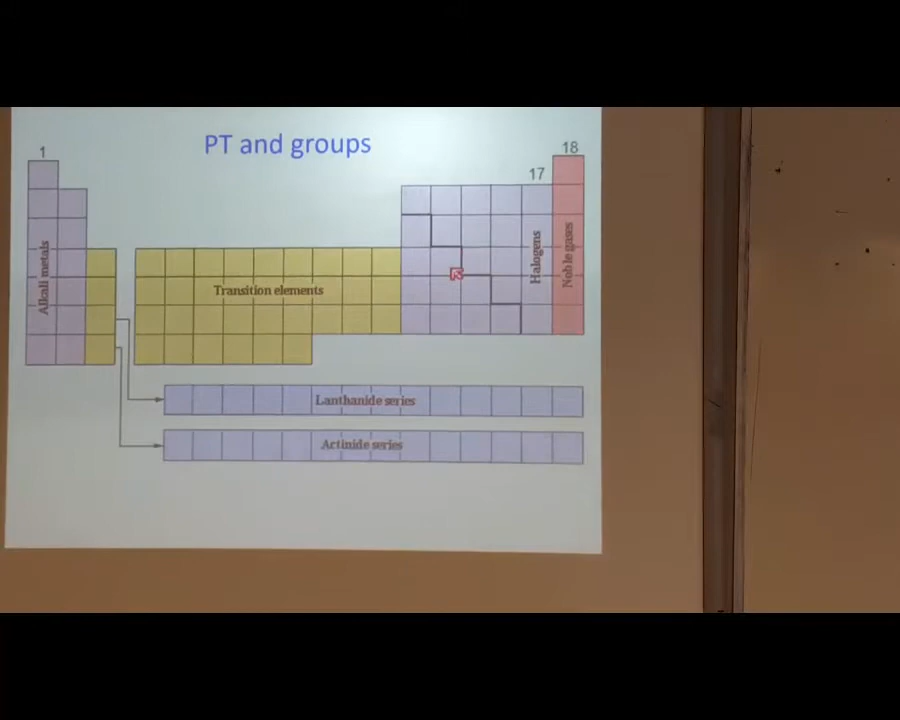 PT and groups
1
17
18
Alkali metals
Transition elements
Halogens
Noble gases
Lanthanide series
Actinide series